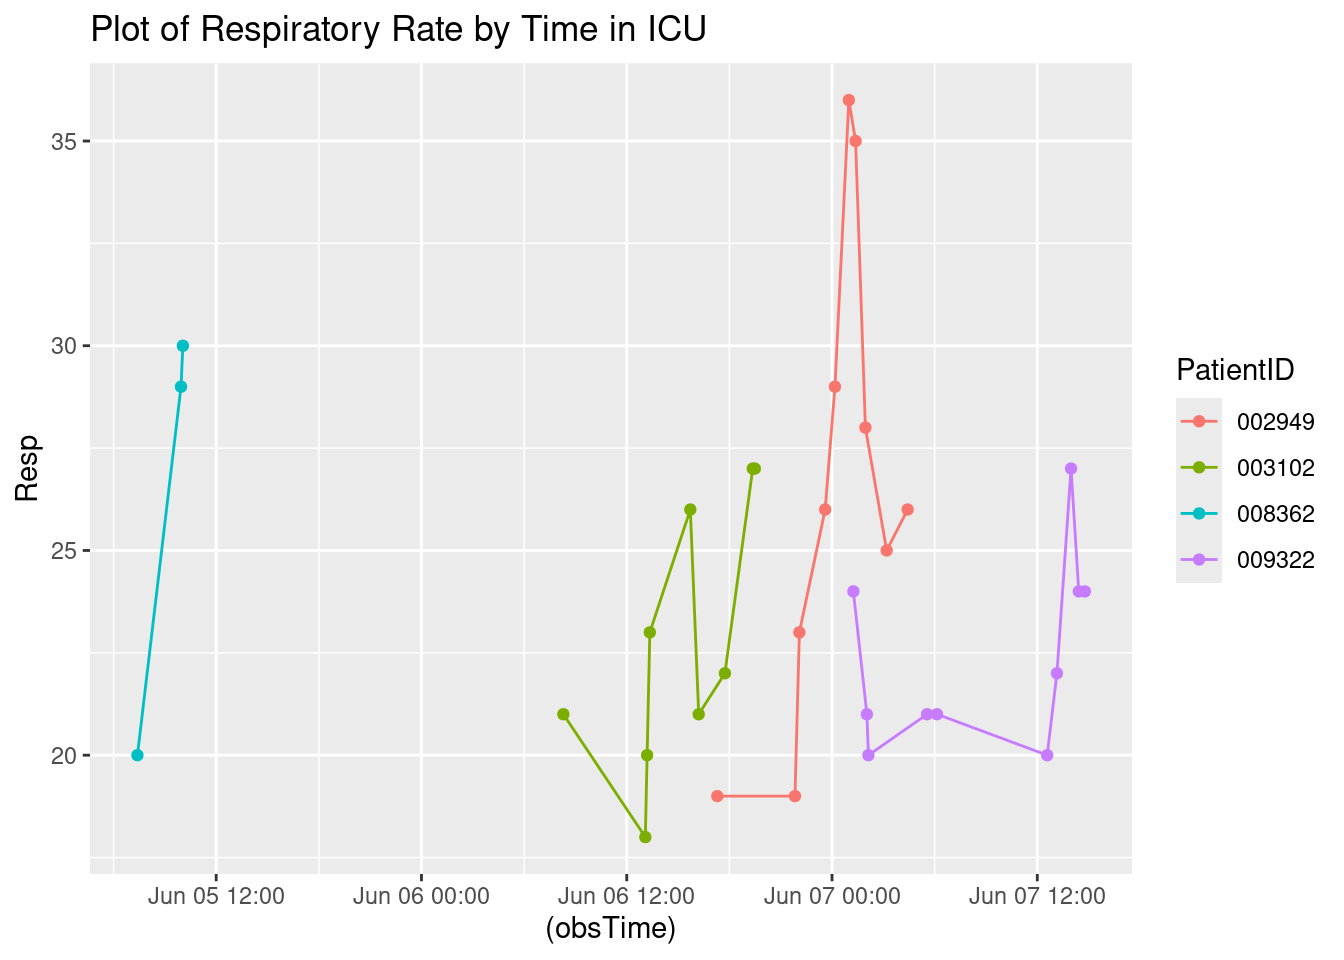 Plot of Respiratory Rate by Time in ICU
35
30
25
20
Resp
Jun 05 12:00
Jun 06 00:00
Jun 06 12:00
Jun 07 00:00
Jun 07 12:00
(obsTime)
PatientID
002949
003102
008362
009322